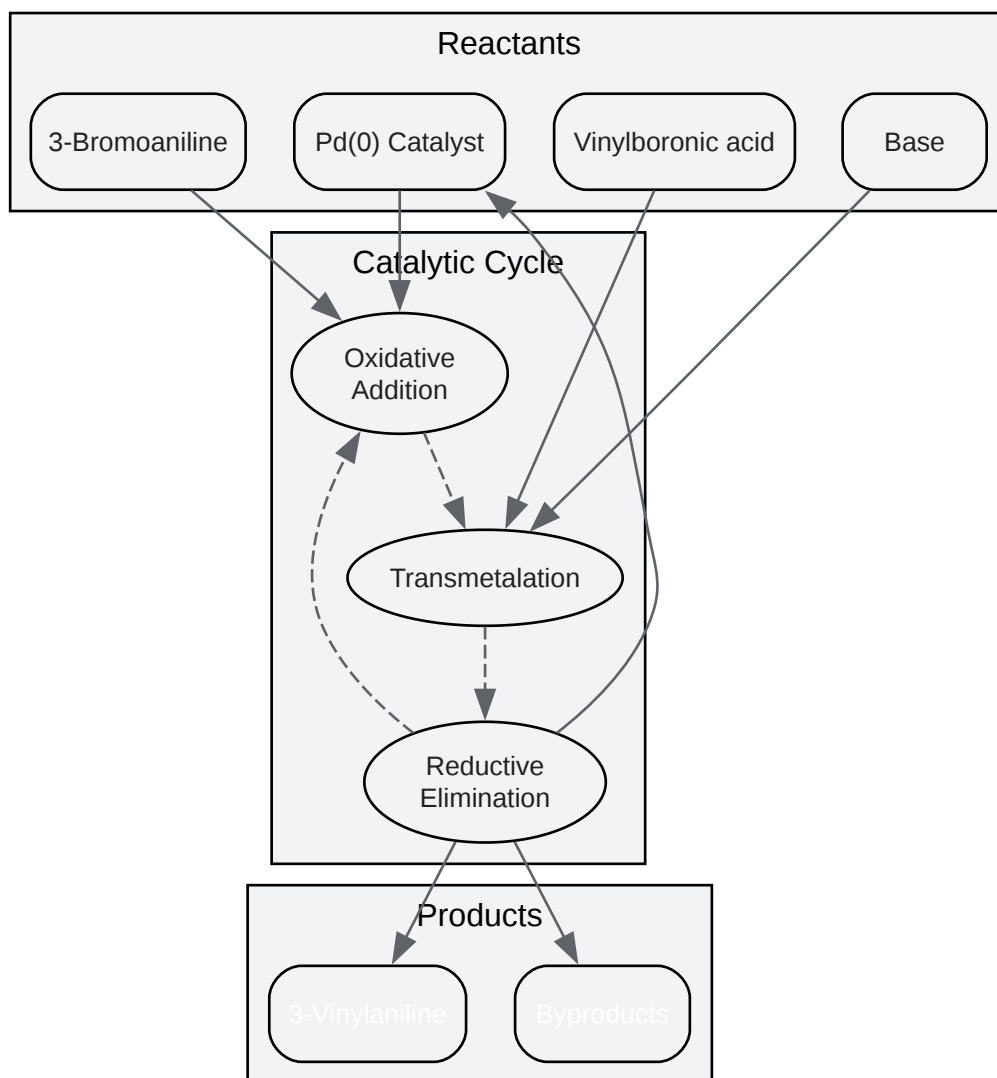 Reactants
3-Bromoaniline
Pd(0) Catalyst
Vinylboronic acid
Base
Catalytic Cycle
Oxidative
Addition
Transmetalation
Reductive
Elimination
Products
3-Vinylaniline
Byproducts